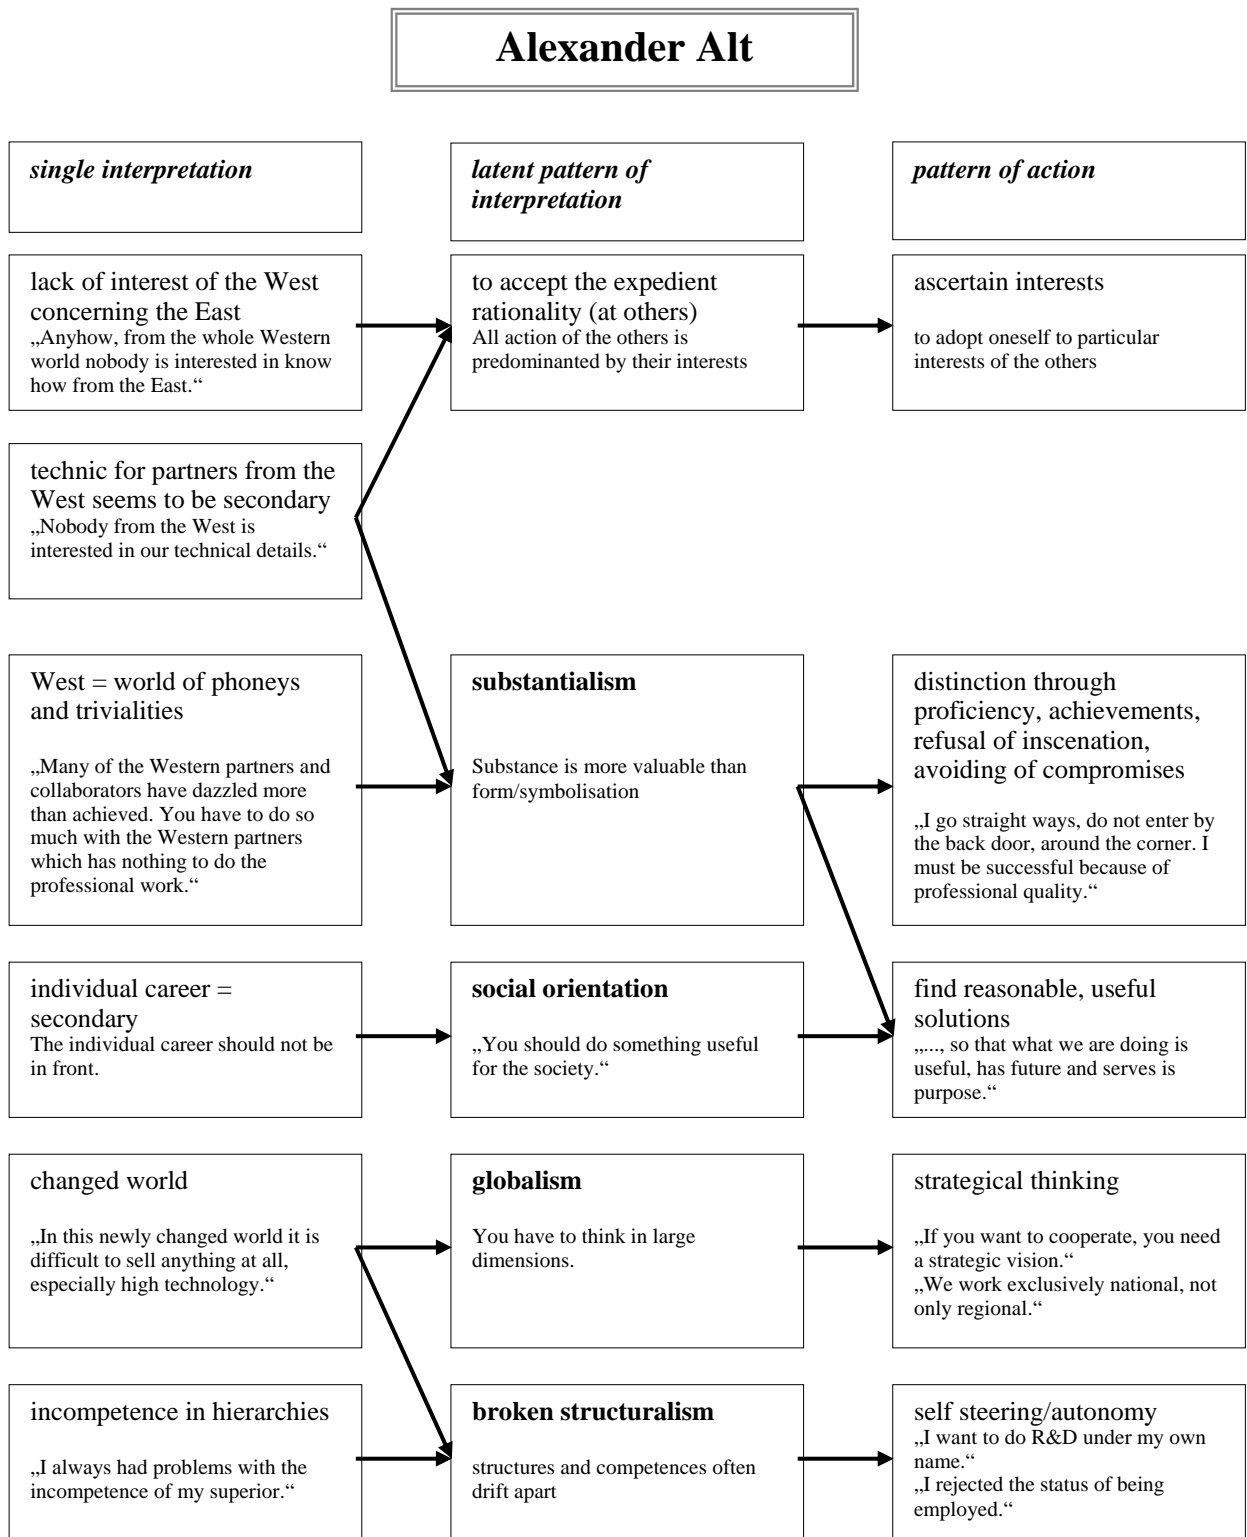 Alexander Alt
single interpretation
latent pattern of
interpretation
pattern of action
lack of interest of the West
concerning the East
„Anyhow, from the whole Western
world nobody is interested in know
how from the East.“
to accept the expedient
rationality (at others)
All action of the others is
predominanted by their interests
ascertain interests
to adopt oneself to particular
interests of the others
technic for partners from the
West seems to be secondary
„Nobody from the West is
interested in our technical details.“
West = world of phoneys
and trivialities
„Many of the Western partners and
collaborators have dazzled more
than achieved. You have to do so
much with the Western partners
which has nothing to do the
professional work.“
substantialism
Substance is more valuable than
form/symbolisation
distinction through
proficiency, achievements,
refusal of inscenation,
avoiding of compromises
„I go straight ways, do not enter by
the back door, around the corner. I
must be successful because of
professional quality.“
individual career =
secondary
The individual career should not be
in front.
social orientation
„You should do something useful
for the society.“
find reasonable, useful
solutions
„..., so that what we are doing is
useful, has future and serves is
purpose.“
changed world
„In this newly changed world it is
difficult to sell anything at all,
especially high technology.“
globalism
You have to think in large
dimensions.
strategical thinking
„If you want to cooperate, you need
a strategic vision.“
„We work exclusively national, not
only regional.“
incompetence in hierarchies
„I always had problems with the
incompetence of my superior.“
broken structuralism
structures and competences often
drift apart
self steering/autonomy
„I want to do R&D under my own
name.“
„I rejected the status of being
employed.“